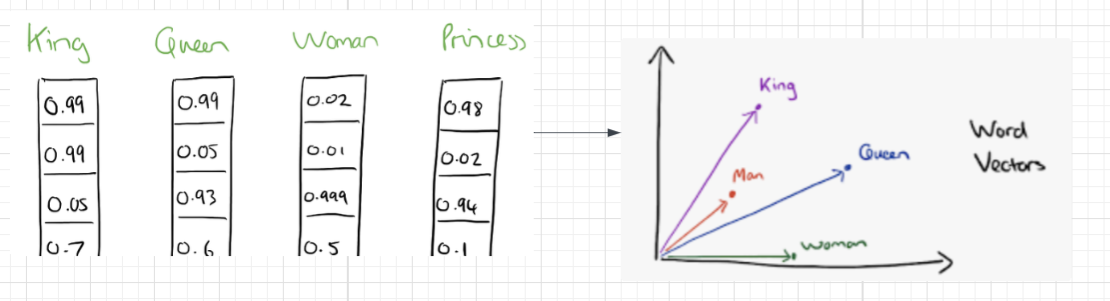 King Queen Woman Princess
0.99 0.99 0.02 0.98
0.99 0.05 0.01 0.02
0.05 0.93 0.999 0.94
0.7 0.6 0.5 0.1
King
Word
Vectors
Queen
Man
Woman